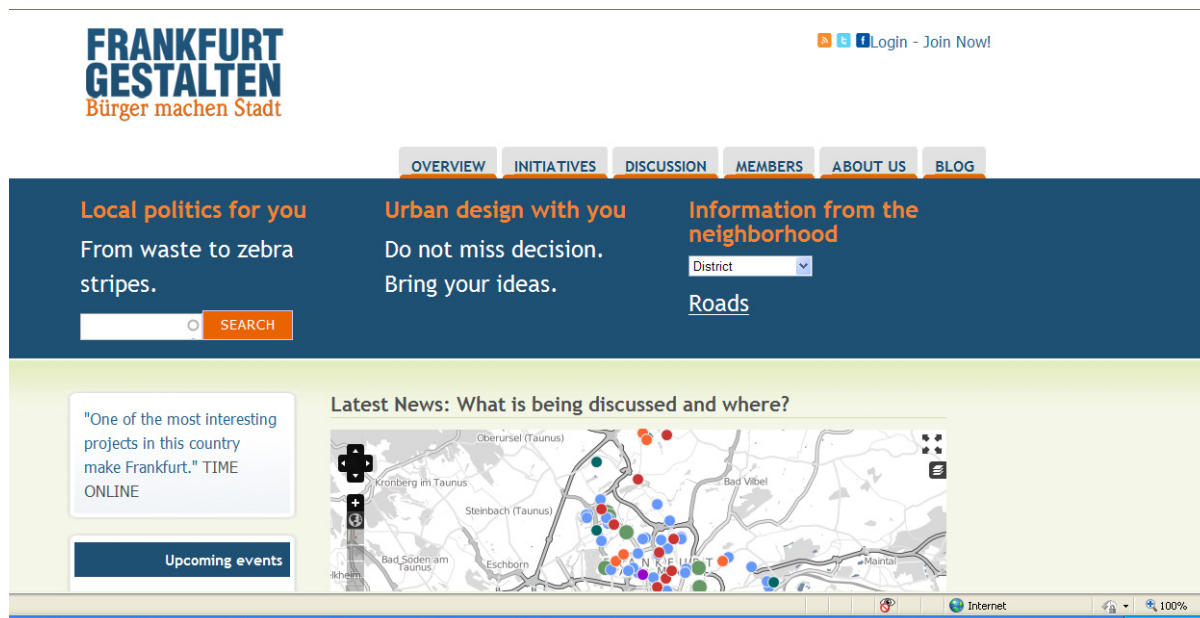 FRANKFURT
GESTALTEN
Bürger machen Stadt
Login - Join Now!
OVERVIEW
INITIATIVES
DISCUSSION
MEMBERS
ABOUT US
BLOG
Local politics for you
From waste to zebra
stripes.
SEARCH
Urban design with you
Do not miss decision.
Bring your ideas.
Information from the
neighborhood
District
Roads
"One of the most interesting
projects in this country
make Frankfurt." TIME
ONLINE
Upcoming events
Latest News: What is being discussed and where?
Oberursel (Taunus)
Kronberg im Taunus
Bad Vilbel
Steinbach (Taunus)
Bad Soden am
Taunus
Eschborn
FRANKFURT
Maintal
Internet
100%